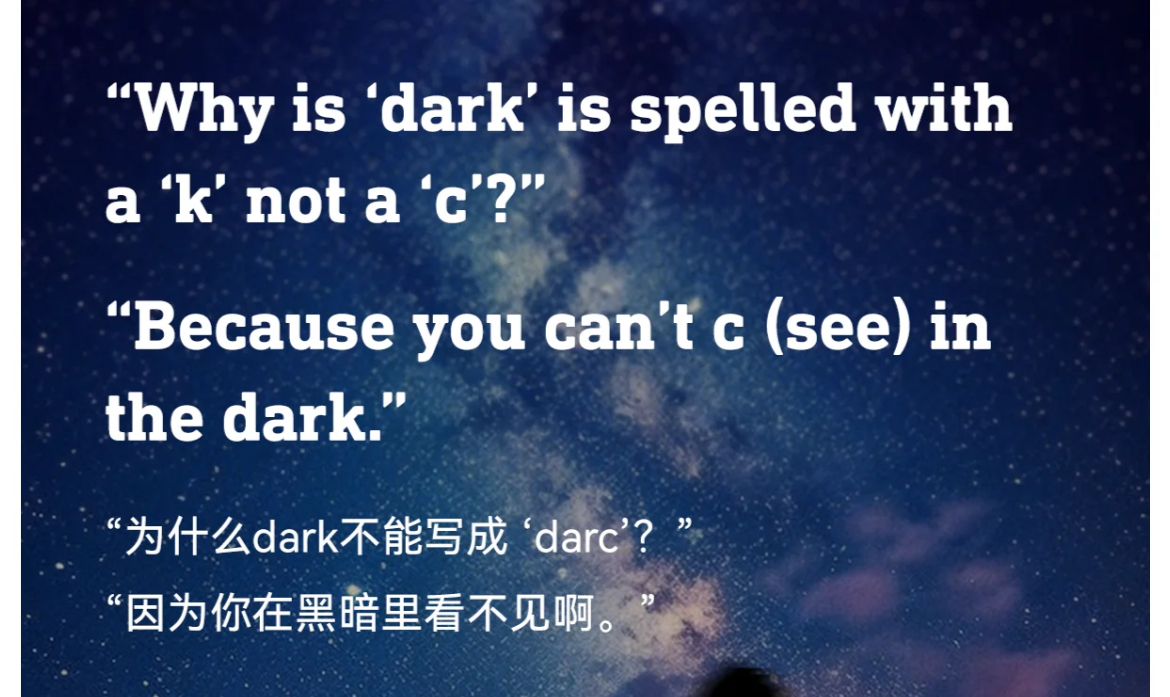 “Why is ‘dark’ is spelled with
a ‘k’ not a ‘c’?”
“Because you can’t c (see) in
the dark.”
“为什么dark不能写成 ‘darc’？”
“因为你在黑暗里看不见啊。”